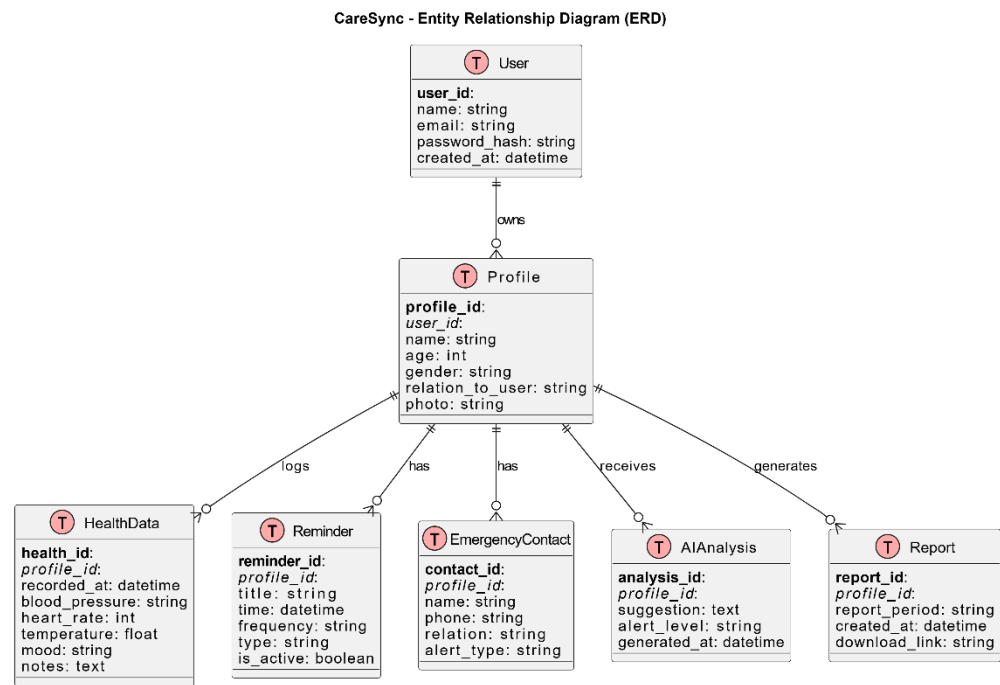 CareSync - Entity Relationship Diagram (ERD)
T User
user_id:
name: string
email: string
password_hash: string
created_at: datetime
owns
T Profile
profile_id:
user_id:
name: string
age: int
gender: string
relation_to_user: string
photo: string
logs
has
has
receives
generates
T HealthData
health_id:
profile_id:
recorded_at: datetime
blood_pressure: string
heart_rate: int
temperature: float
mood: string
notes: text
T Reminder
reminder_id:
profile_id:
title: string
time: datetime
frequency: string
type: string
is_active: boolean
T EmergencyContact
contact_id:
profile_id:
name: string
phone: string
relation: string
alert_type: string
T AIAnalysis
analysis_id:
profile_id:
suggestion: text
alert_level: string
generated_at: datetime
T Report
report_id:
profile_id:
report_period: string
created_at: datetime
download_link: string